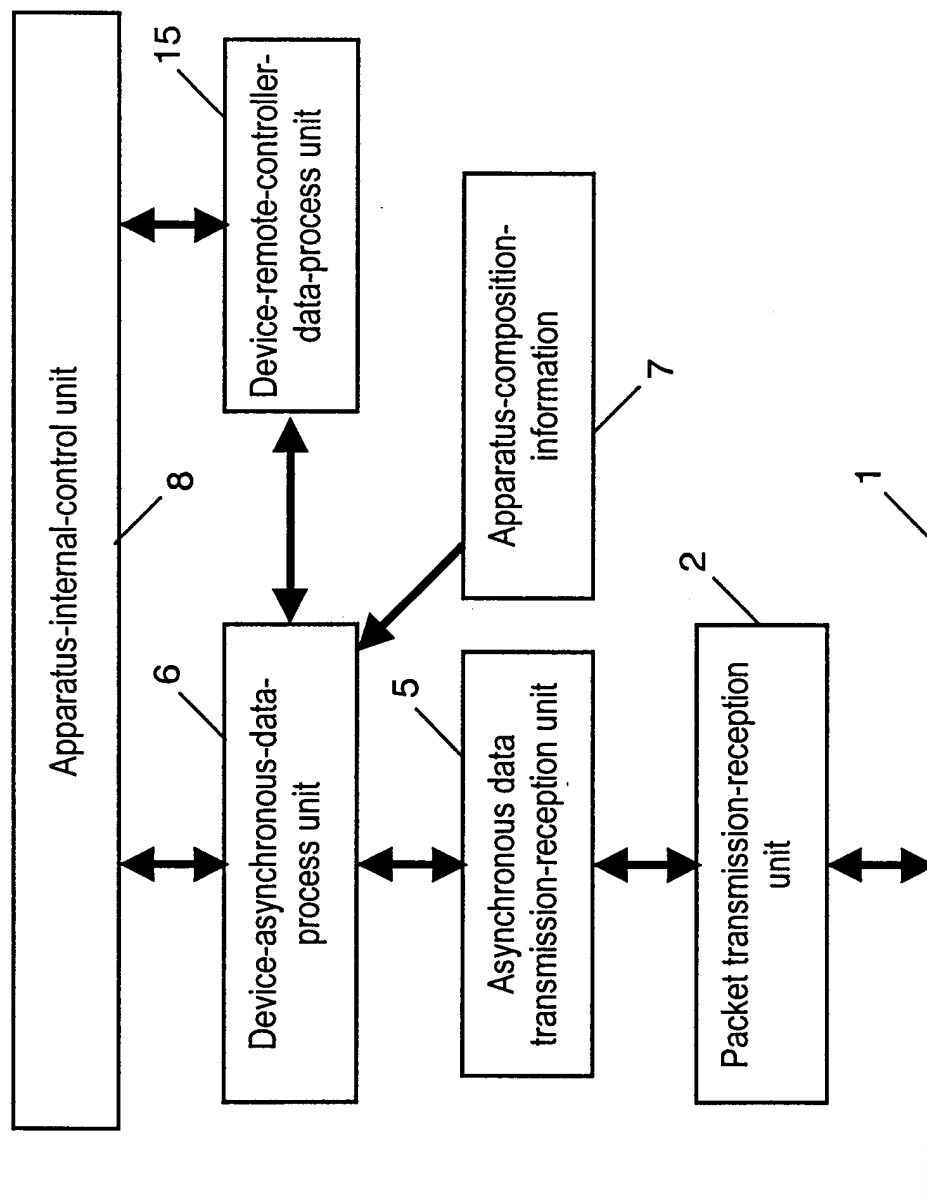 Apparatus-internal-control unit
8
15
Device-remote-controller-
data-process unit
6
Device-asynchronous-data-
process unit
Apparatus-composition-
information
7
5
Asynchronous data
transmission-reception unit
2
Packet transmission-reception
unit
1